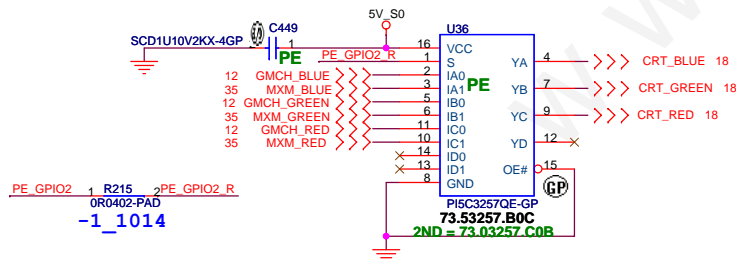 5V_S0
C449
SCD1U10V2KX-4GP
1
PE
U36
16 VCC
PE_GPIO2_R 1 S
YA 4 CRT_BLUE 18
12 GMCH_BLUE 2 IA0
35 MXM_BLUE 3 IA1
PE
YB 7 CRT_GREEN 18
12 GMCH_GREEN 5 IB0
35 MXM_GREEN 6 IB1
YC 9 CRT_RED 18
12 GMCH_RED 11 IC0
35 MXM_RED 10 IC1
YD 12
14 ID0
13 ID1
OE# 15
8 GND
GP
PI5C3257QE-GP
73.53257.B0C
2ND = 73.03257.C0B
PE_GPIO2 1 R215 2 PE_GPIO2_R
0R0402-PAD
-1_1014